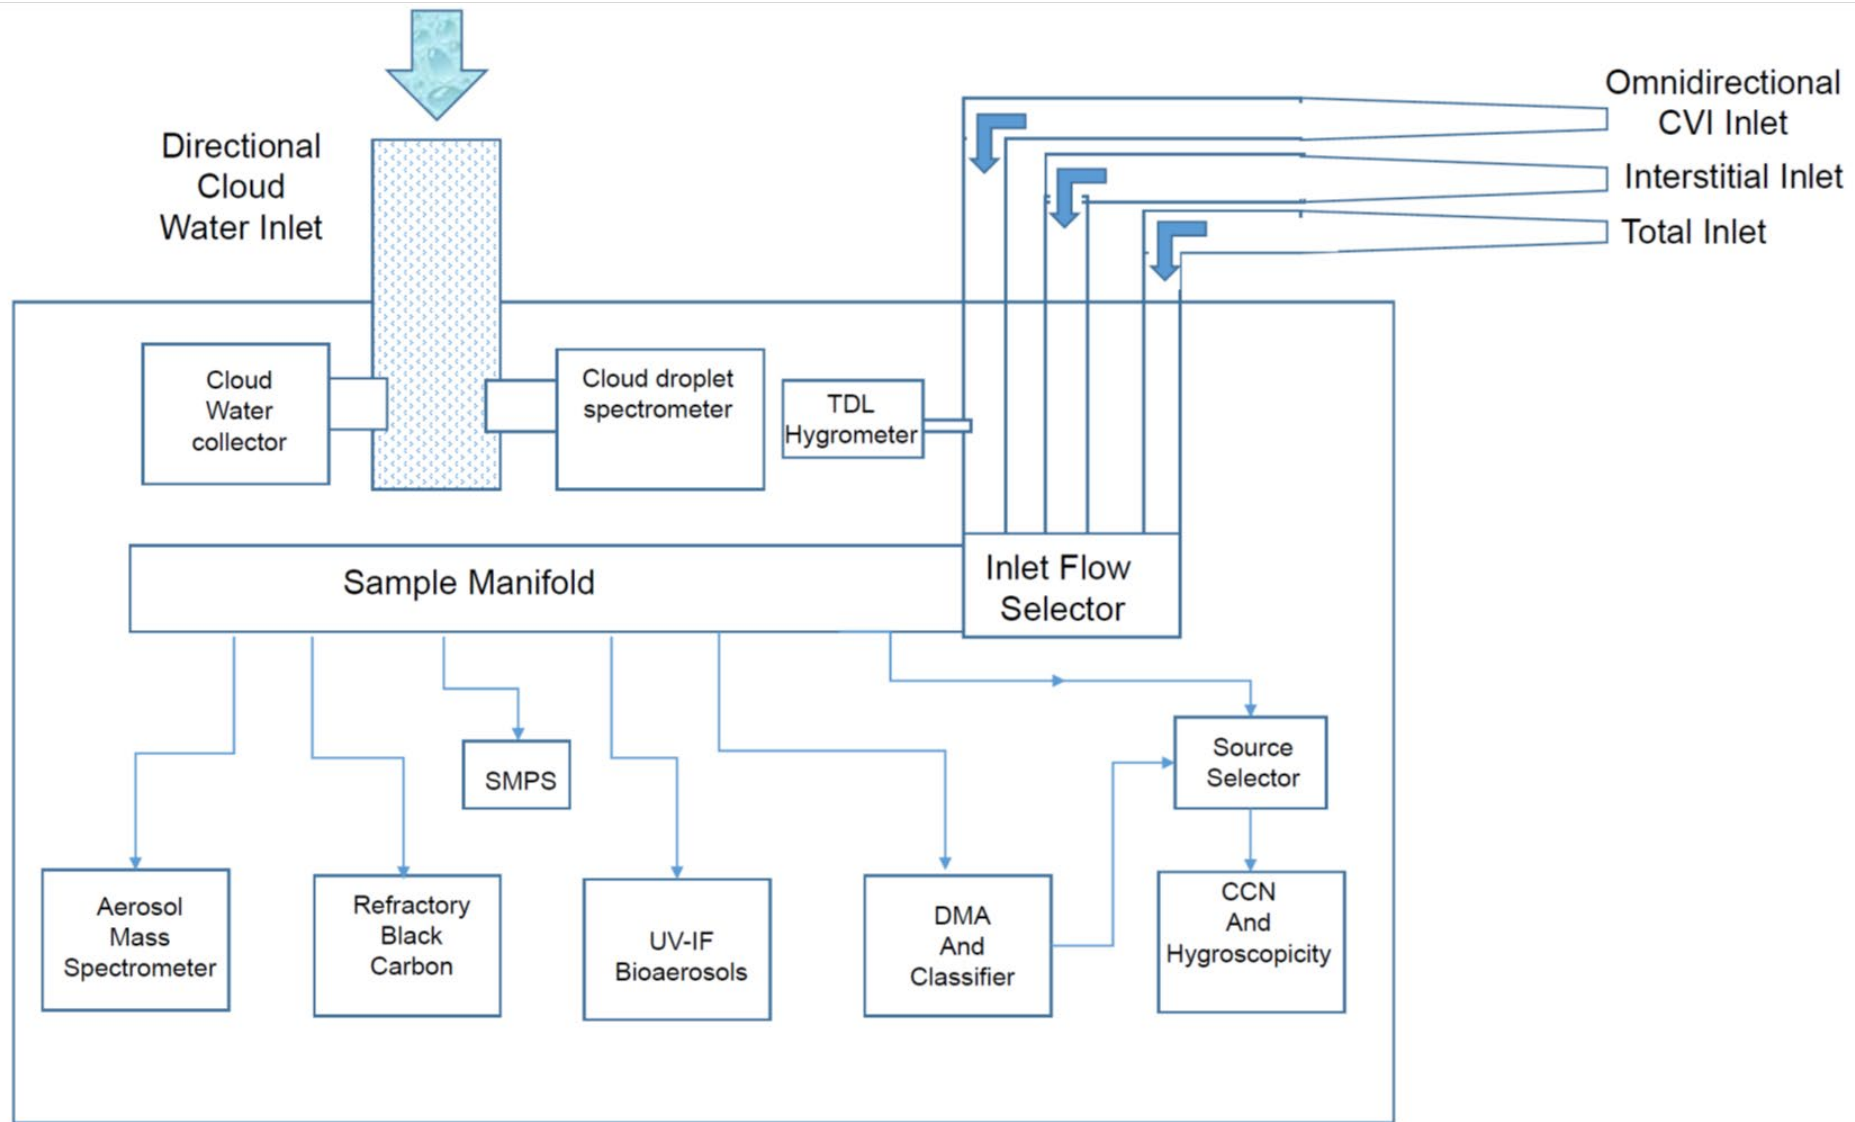 Omnidirectional
CVI Inlet
Directional
Cloud
Water Inlet
Interstitial Inlet
Total Inlet
Cloud
Water
collector
Cloud droplet
spectrometer
TDL
Hygrometer
Sample Manifold
Inlet Flow
Selector
SMPS
Source
Selector
Aerosol
Mass
Spectrometer
Refractory
Black
Carbon
UV-IF
Bioaerosols
DMA
And
Classifier
CCN
And
Hygroscopicity